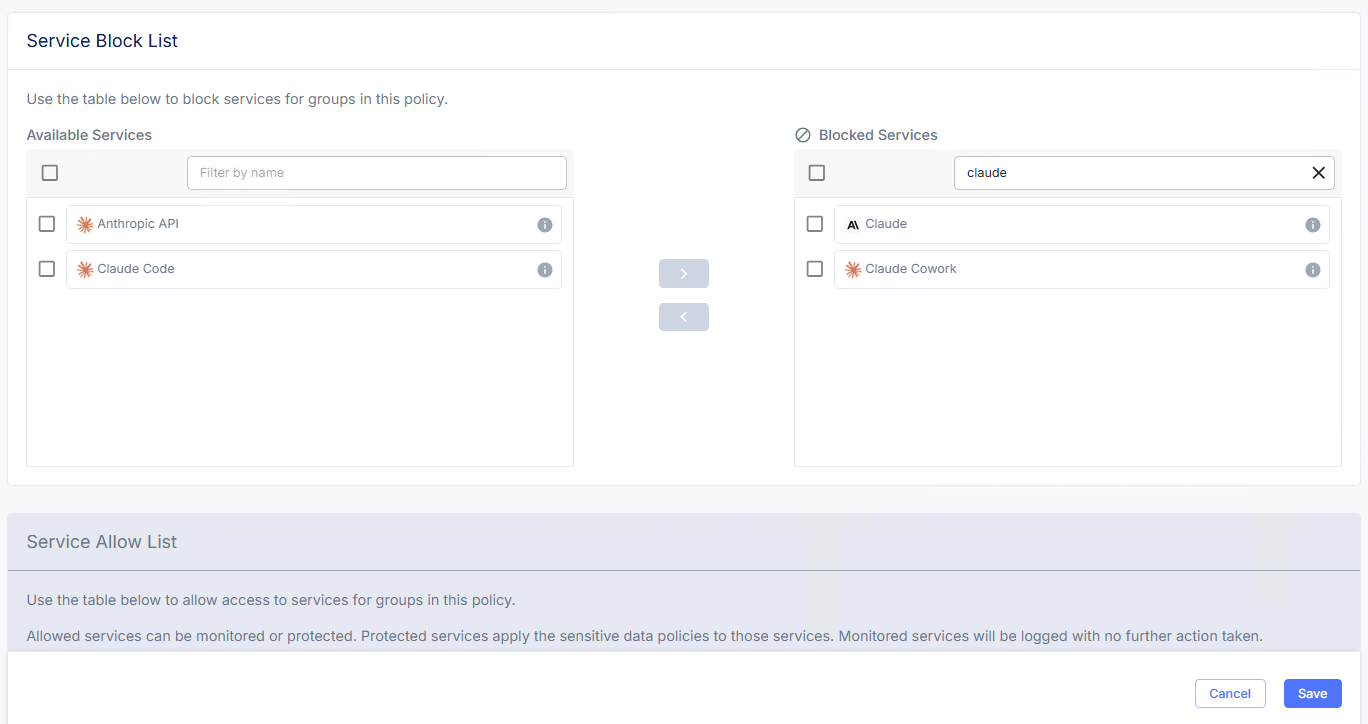 Service Block List
Use the table below to block services for groups in this policy.
Available Services
Blocked Services
Filter by name
claude
Anthropic API
Claude
Claude Code
Claude Cowork
Service Allow List
Use the table below to allow access to services for groups in this policy.
Allowed services can be monitored or protected. Protected services apply the sensitive data policies to those services. Monitored services will be logged with no further action taken.
Cancel
Save